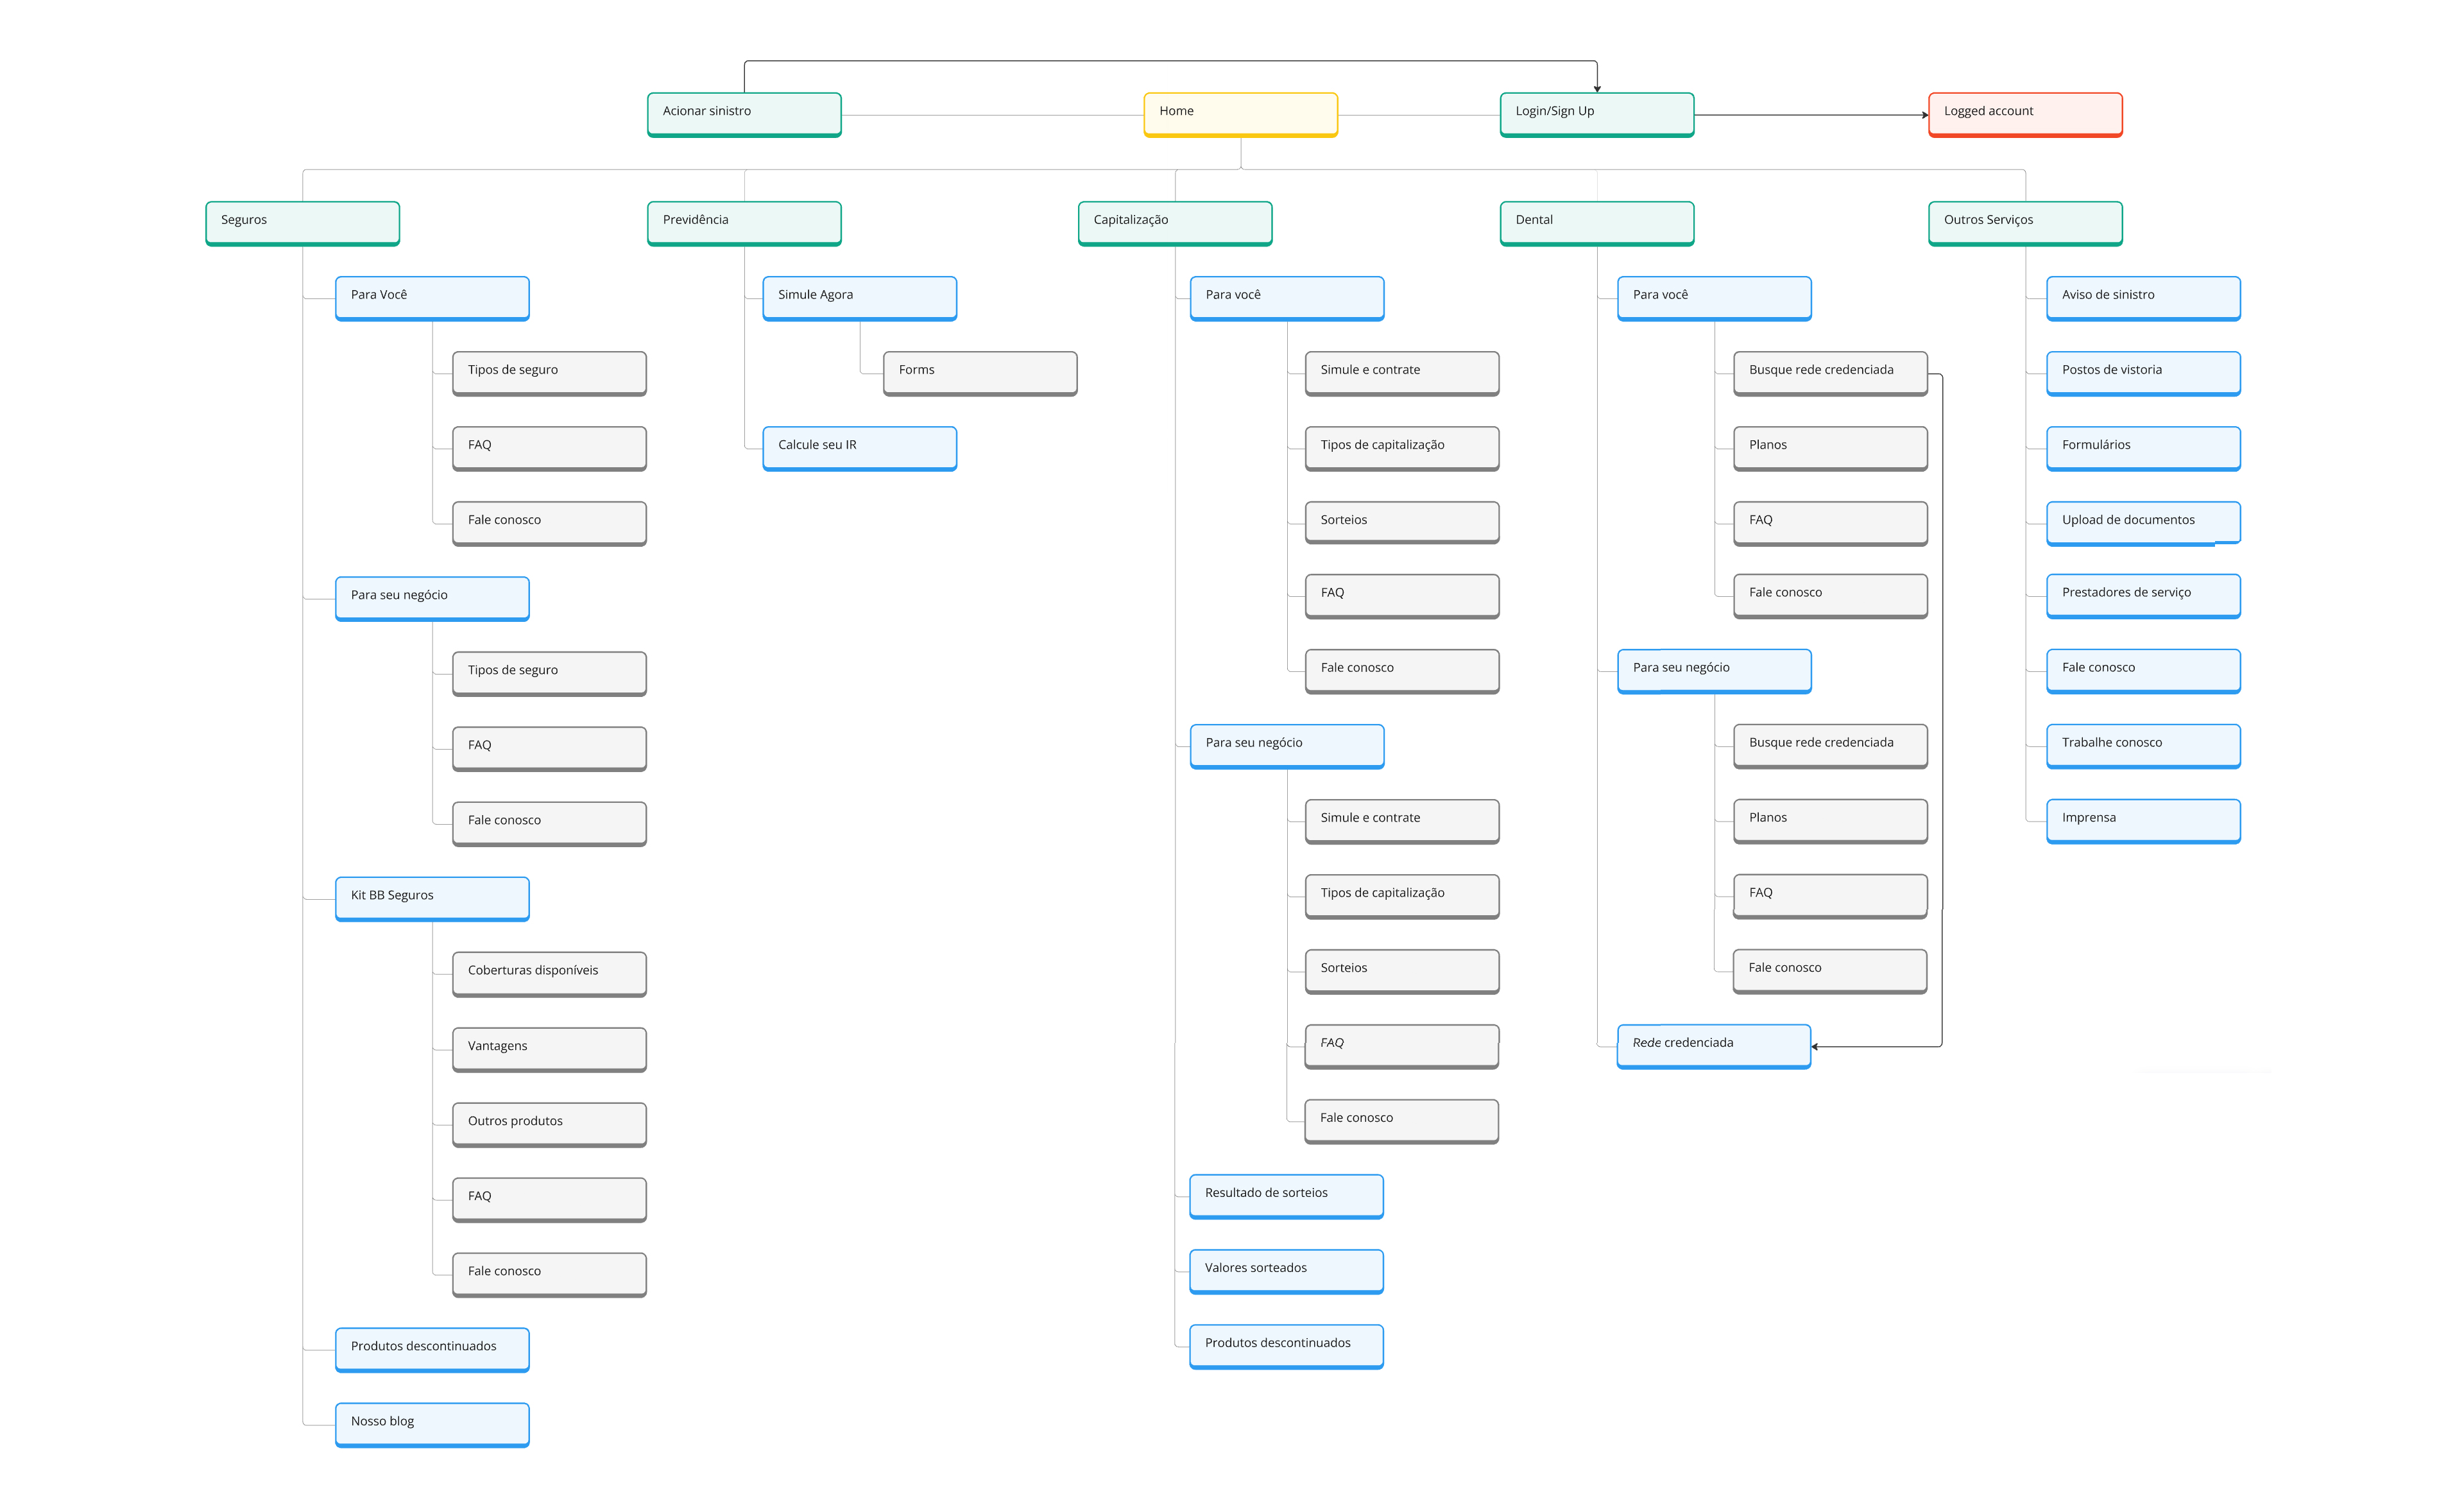 Acionar sinistro
Home
Login/Sign Up
Logged account
Seguros
Para Você
Tipos de seguro
FAQ
Fale conosco
Para seu negócio
Tipos de seguro
FAQ
Fale conosco
Kit BB Seguros
Coberturas disponíveis
Vantagens
Outros produtos
FAQ
Fale conosco
Produtos descontinuados
Nosso blog
Previdência
Simule Agora
Forms
Calcule seu IR
Capitalização
Para você
Simule e contrate
Tipos de capitalização
Sorteios
FAQ
Fale conosco
Para seu negócio
Simule e contrate
Tipos de capitalização
Sorteios
FAQ
Fale conosco
Resultado de sorteios
Valores sorteados
Produtos descontinuados
Dental
Para você
Busque rede credenciada
Planos
FAQ
Fale conosco
Para seu negócio
Busque rede credenciada
Planos
FAQ
Fale conosco
Rede credenciada
Outros Serviços
Aviso de sinistro
Postos de vistoria
Formulários
Upload de documentos
Prestadores de serviço
Fale conosco
Trabalhe conosco
Imprensa